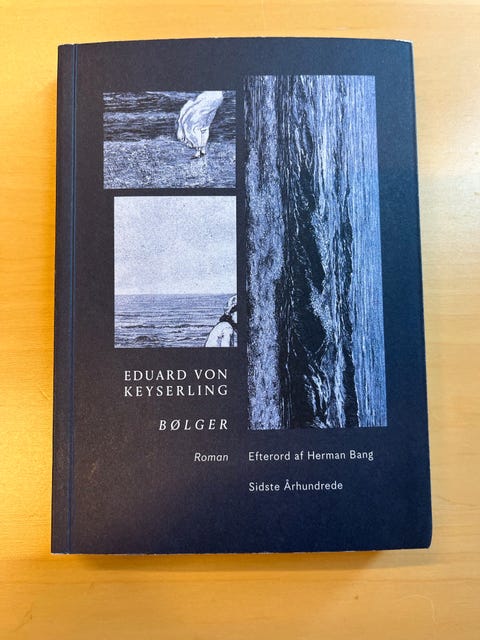 EDUARD VON
KEYSERLING
BØLGER
Roman
Efterord af Herman Bang
Sidste Århundrede